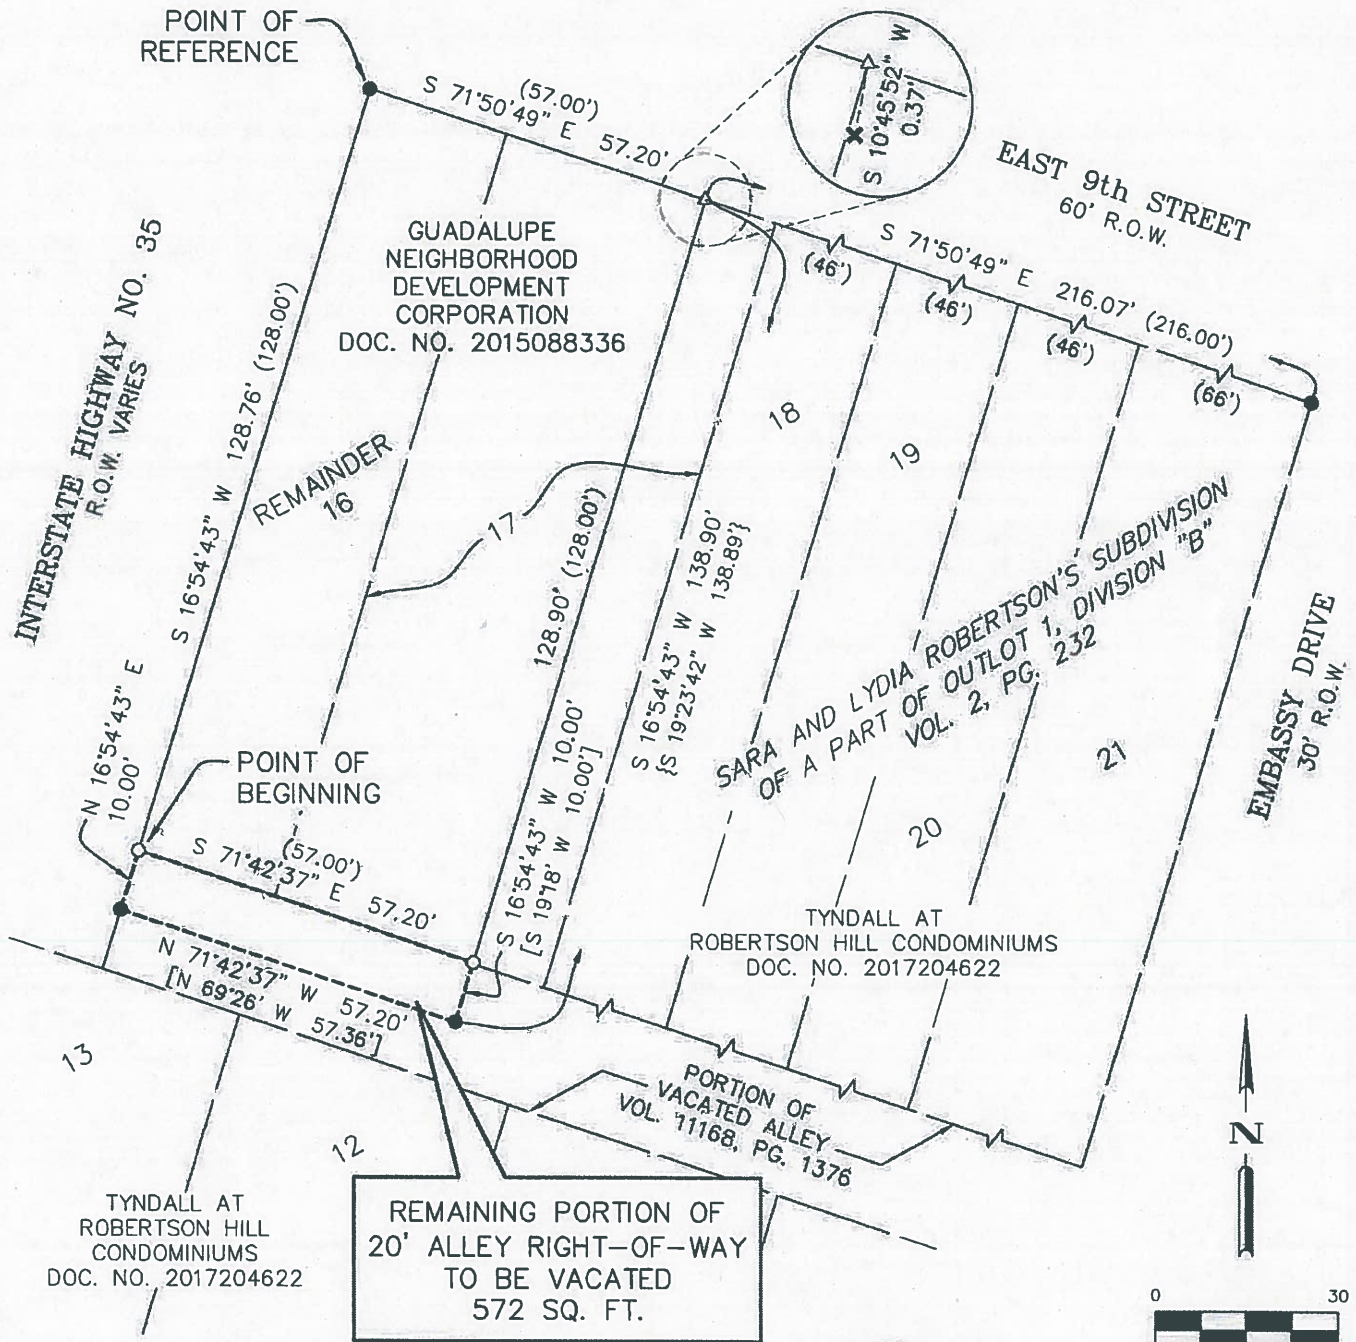 POINT OF
REFERENCE
(57.00')
S 71°50'49" E 57.20'
S 10°45'52" W
0.37'
EAST 9th STREET
60' R.O.W.
S 71°50'49" E 216.07' (216.00')
(46')
(46')
(46')
(66')
INTERSTATE HIGHWAY NO. 35
R.O.W. VARIES
GUADALUPE
NEIGHBORHOOD
DEVELOPMENT
CORPORATION
DOC. NO. 2015088336
S 16°54'43" W 128.76' (128.00')
REMAINDER
16
17
18
19
128.90' (128.00')
S 16°54'43" W 138.90'
{S 19°23'42" W 138.89'}
SARA AND LYDIA ROBERTSON'S SUBDIVISION
OF A PART OF OUTLOT 1, DIVISION "B"
VOL. 2, PG. 232
20
21
EMBASSY DRIVE
30' R.O.W.
N 16°54'43" E
10.00'
POINT OF
BEGINNING
(57.00')
S 71°42'37" E 57.20'
S 16°54'43" W 10.00'
[S 19°18' W 10.00']
N 71°42'37" W 57.20'
[N 69°26' W 57.36']
TYNDALL AT
ROBERTSON HILL CONDOMINIUMS
DOC. NO. 2017204622
13
12
PORTION OF
VACATED ALLEY
VOL. 11168, PG. 1376
TYNDALL AT
ROBERTSON HILL
CONDOMINIUMS
DOC. NO. 2017204622
REMAINING PORTION OF
20' ALLEY RIGHT-OF-WAY
TO BE VACATED
572 SQ. FT.
N
0 30